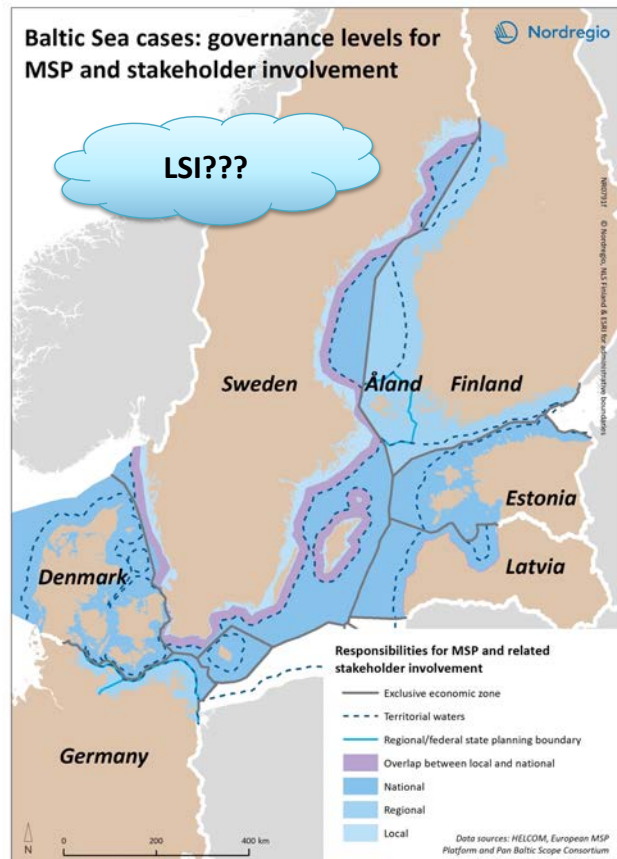 Baltic Sea cases: governance levels for
MSP and stakeholder involvement
Nordregio
LSI???
NR0791f © Nordregio, NLS Finland & ESRI for administrative boundaries
Sweden
Åland
Finland
Estonia
Latvia
Denmark
Germany
Responsibilities for MSP and related
stakeholder involvement
Exclusive economic zone
Territorial waters
Regional/federal state planning boundary
Overlap between local and national
National
Regional
Local
N
0 200 400 km
Data sources: HELCOM, European MSP
Platform and Pan Baltic Scope Consortium